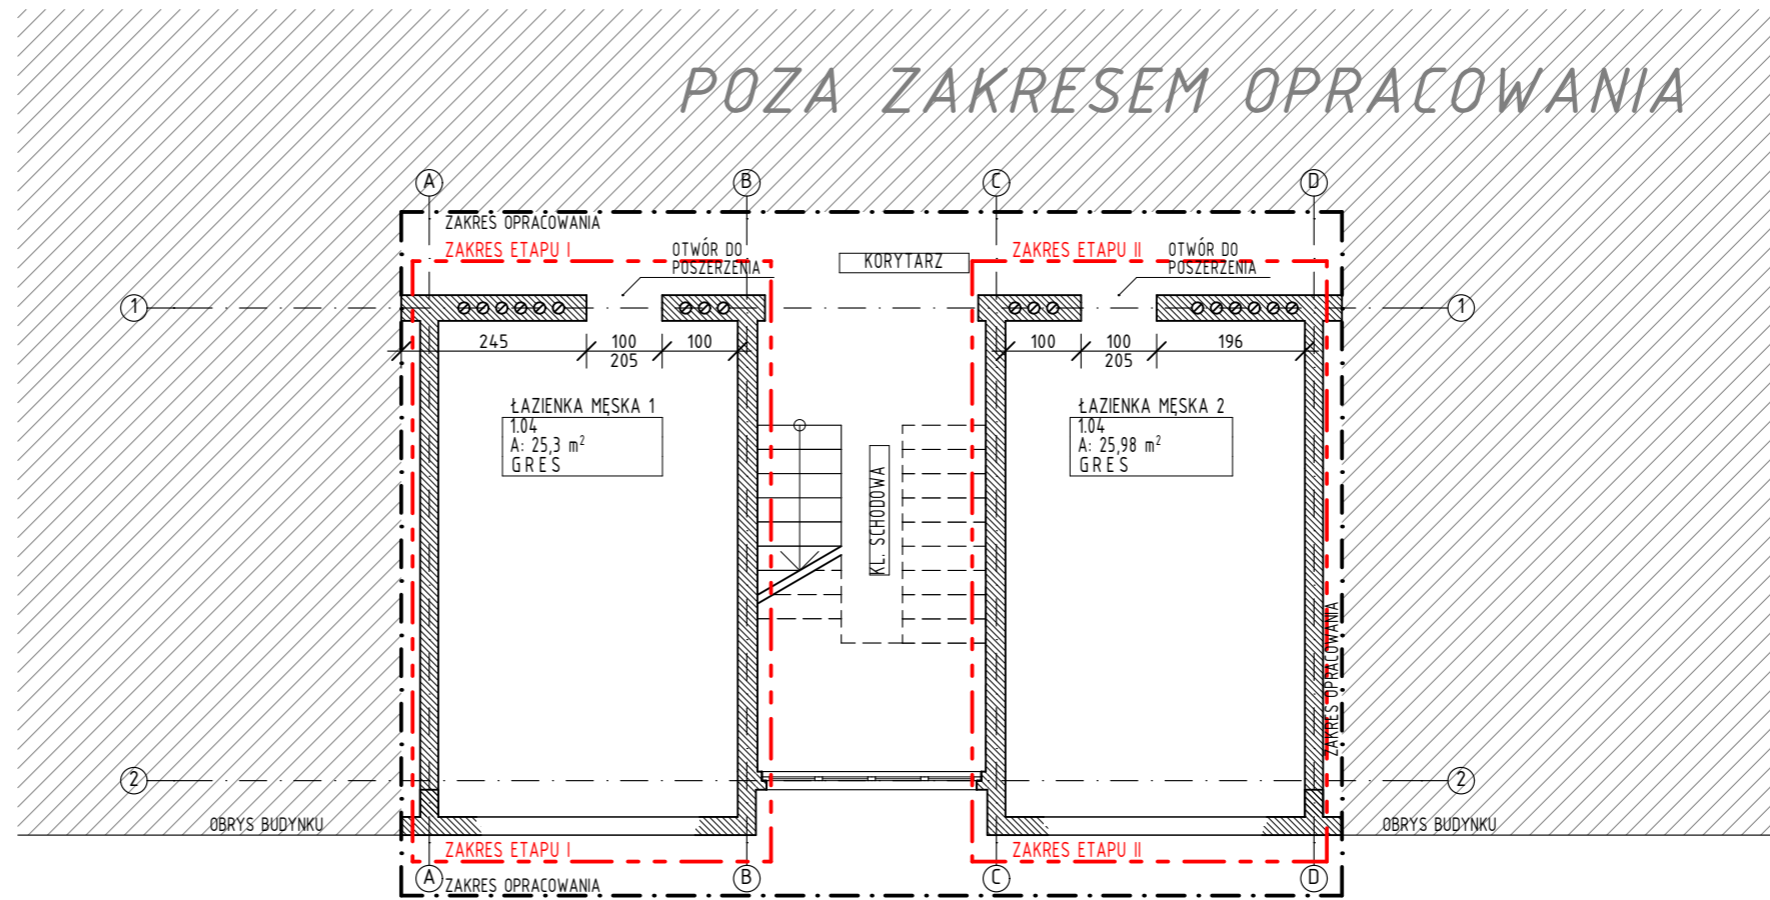 POZA ZAKRESEM OPRACOWANIA
A
B
C
D
ZAKRES OPRACOWANIA
ZAKRES ETAPU I
OTWÓR DO
POSZERZENIA
KORYTARZ
ZAKRES ETAPU II
OTWÓR DO
POSZERZENIA
1
1
245
100
205
100
100
100
205
196
ŁAZIENKA MĘSKA 1
1.04
A: 25,3 m²
GRES
KL. SCHODOWA
ŁAZIENKA MĘSKA 2
1.04
A: 25,98 m²
GRES
ZAKRES OPRACOWANIA
2
2
OBRYS BUDYNKU
OBRYS BUDYNKU
ZAKRES ETAPU I
ZAKRES ETAPU II
A
ZAKRES OPRACOWANIA
B
C
D